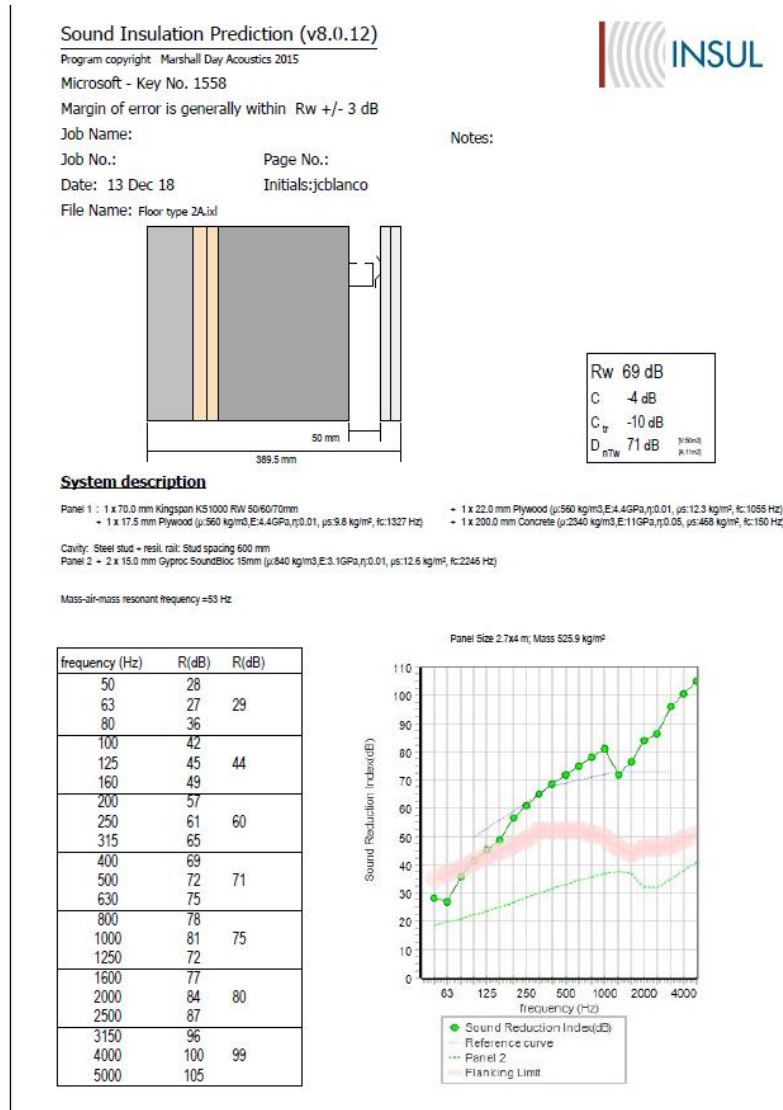 Sound Insulation Prediction (v8.0.12)
INSUL
Program copyright Marshall Day Acoustics 2015
Microsoft - Key No. 1558
Margin of error is generally within Rw +/- 3 dB
Job Name:
Notes:
Job No.: Page No.:
Date: 13 Dec 18 Initials:jcblanco
File Name: Floor type 2A.ixl
50 mm
389.5 mm
Rw 69 dB
C -4 dB
Ctr -10 dB
DnTw 71 dB [V:50m3]
[A:11m2]
System description
Panel 1 : 1 x 70.0 mm Kingspan KS1000 RW 50/60/70mm + 1 x 22.0 mm Plywood (ρ:560 kg/m3,E:4.4GPa,η:0.01, ρs:12.3 kg/m², fc:1055 Hz)
+ 1 x 17.5 mm Plywood (ρ:560 kg/m3,E:4.4GPa,η:0.01, ρs:9.8 kg/m², fc:1327 Hz) + 1 x 200.0 mm Concrete (ρ:2340 kg/m3,E:11GPa,η:0.05, ρs:468 kg/m², fc:150 Hz)
Cavity: Steel stud + resil. rail: Stud spacing 600 mm
Panel 2 + 2 x 15.0 mm Gyproc SoundBloc 15mm (ρ:840 kg/m3,E:3.1GPa,η:0.01, ρs:12.6 kg/m², fc:2246 Hz)
Mass-air-mass resonant frequency =53 Hz
Panel Size 2.7x4 m; Mass 525.9 kg/m²
frequency (Hz) R(dB) R(dB)
50 28
63 27 29
80 36
100 42
125 45 44
160 49
200 57
250 61 60
315 65
400 69
500 72 71
630 75
800 78
1000 81 75
1250 72
1600 77
2000 84 80
2500 87
3150 96
4000 100 99
5000 105
Sound Reduction Index(dB)
110
100
90
80
70
60
50
40
30
20
10
0
63 125 250 500 1000 2000 4000
frequency (Hz)
Sound Reduction Index(dB)
Reference curve
Panel 2
Flanking Limit